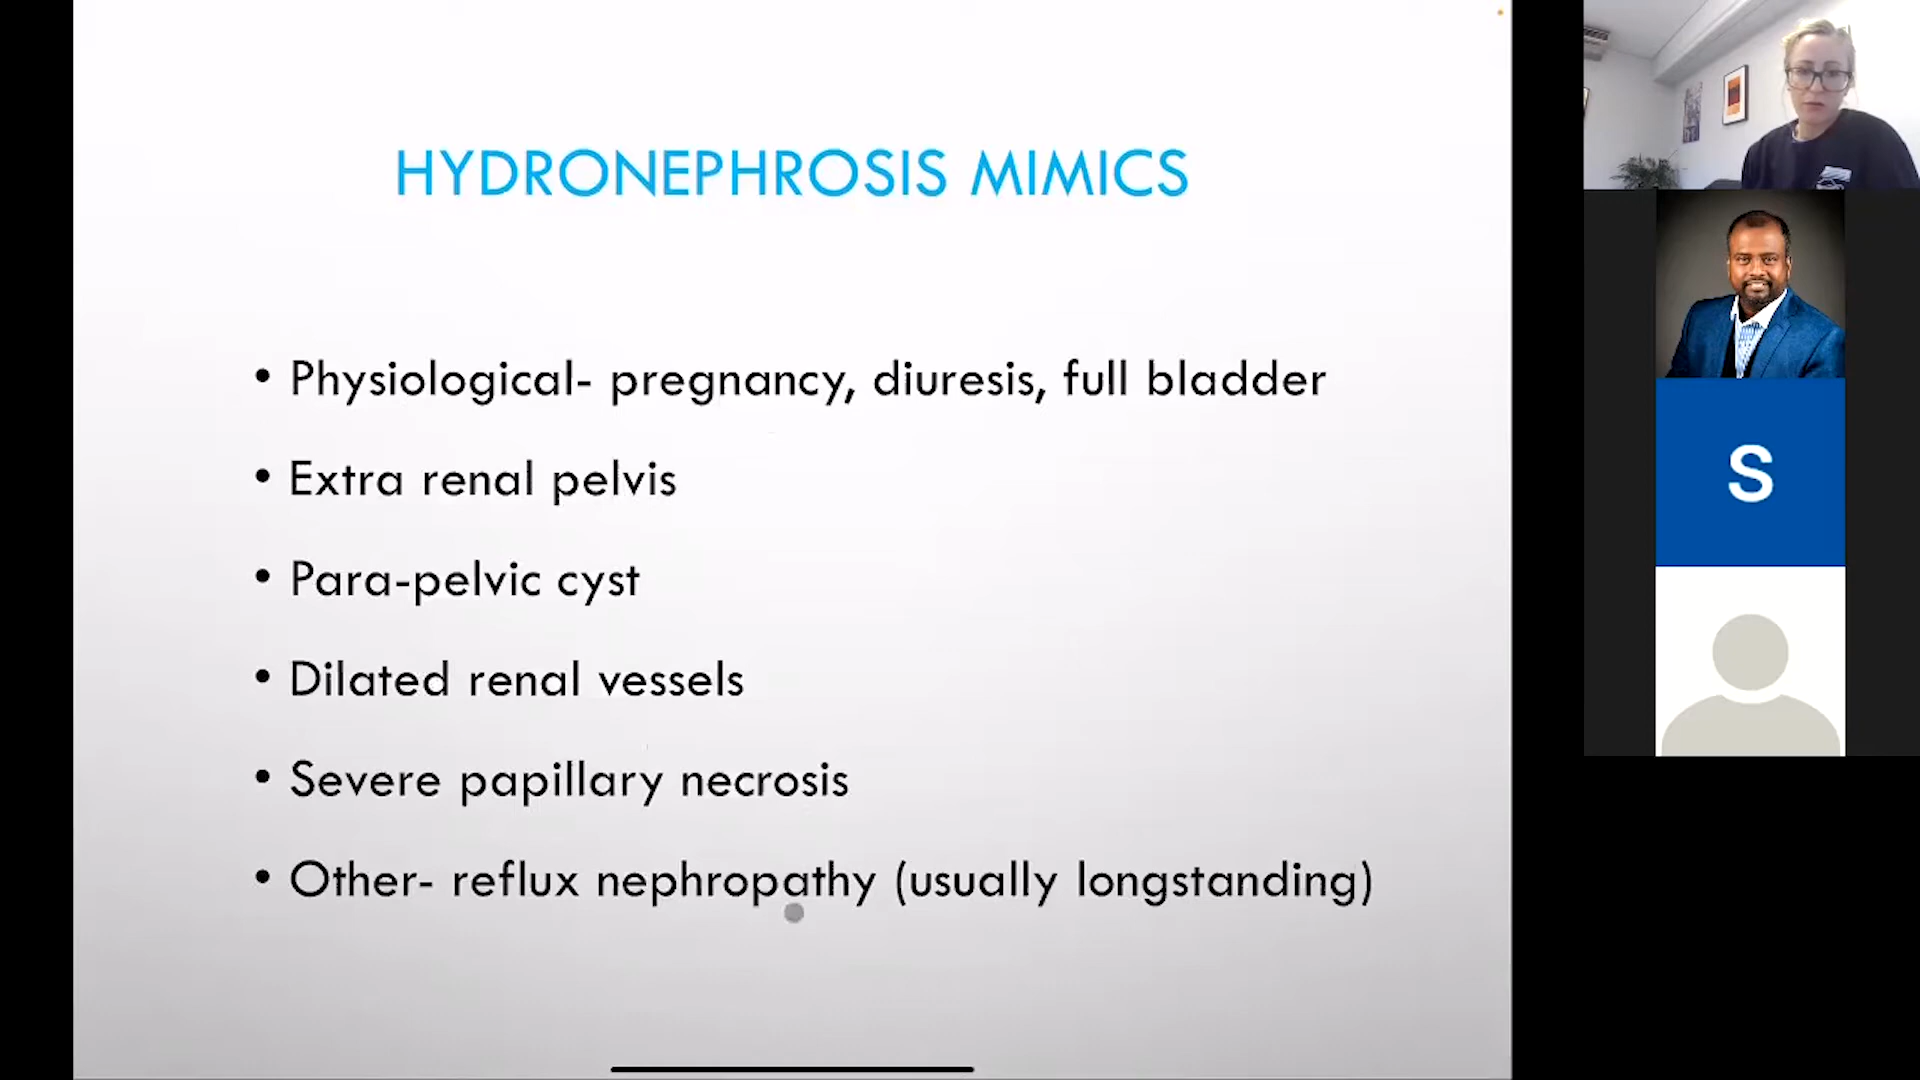 HYDRONEPHROSIS MIMICS
• Physiological- pregnancy, diuresis, full bladder
• Extra renal pelvis
• Para-pelvic cyst
• Dilated renal vessels
• Severe papillary necrosis
• Other- reflux nephropathy (usually longstanding)
S